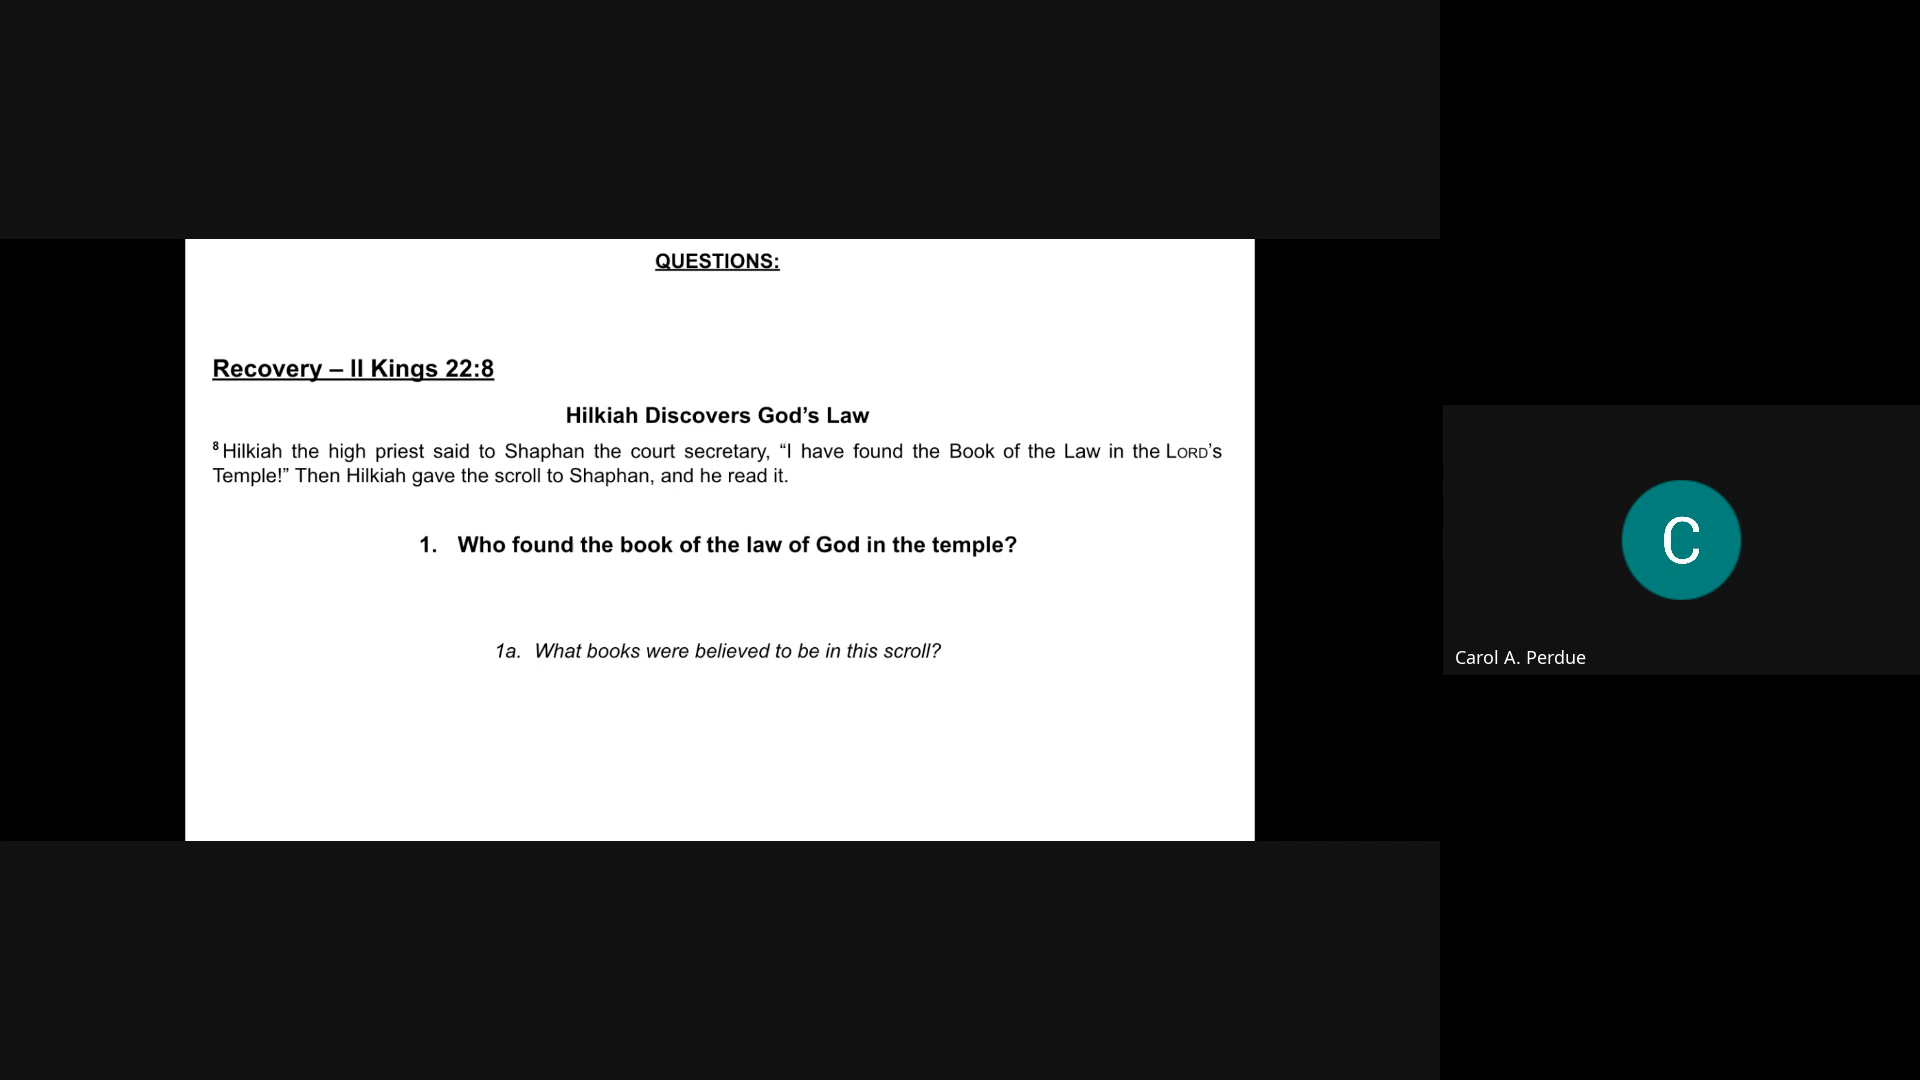 QUESTIONS:
Recovery – II Kings 22:8
Hilkiah Discovers God’s Law
8 Hilkiah the high priest said to Shaphan the court secretary, “I have found the Book of the Law in the LORD’s
Temple!” Then Hilkiah gave the scroll to Shaphan, and he read it.
1. Who found the book of the law of God in the temple?
1a. What books were believed to be in this scroll?
C
Carol A. Perdue